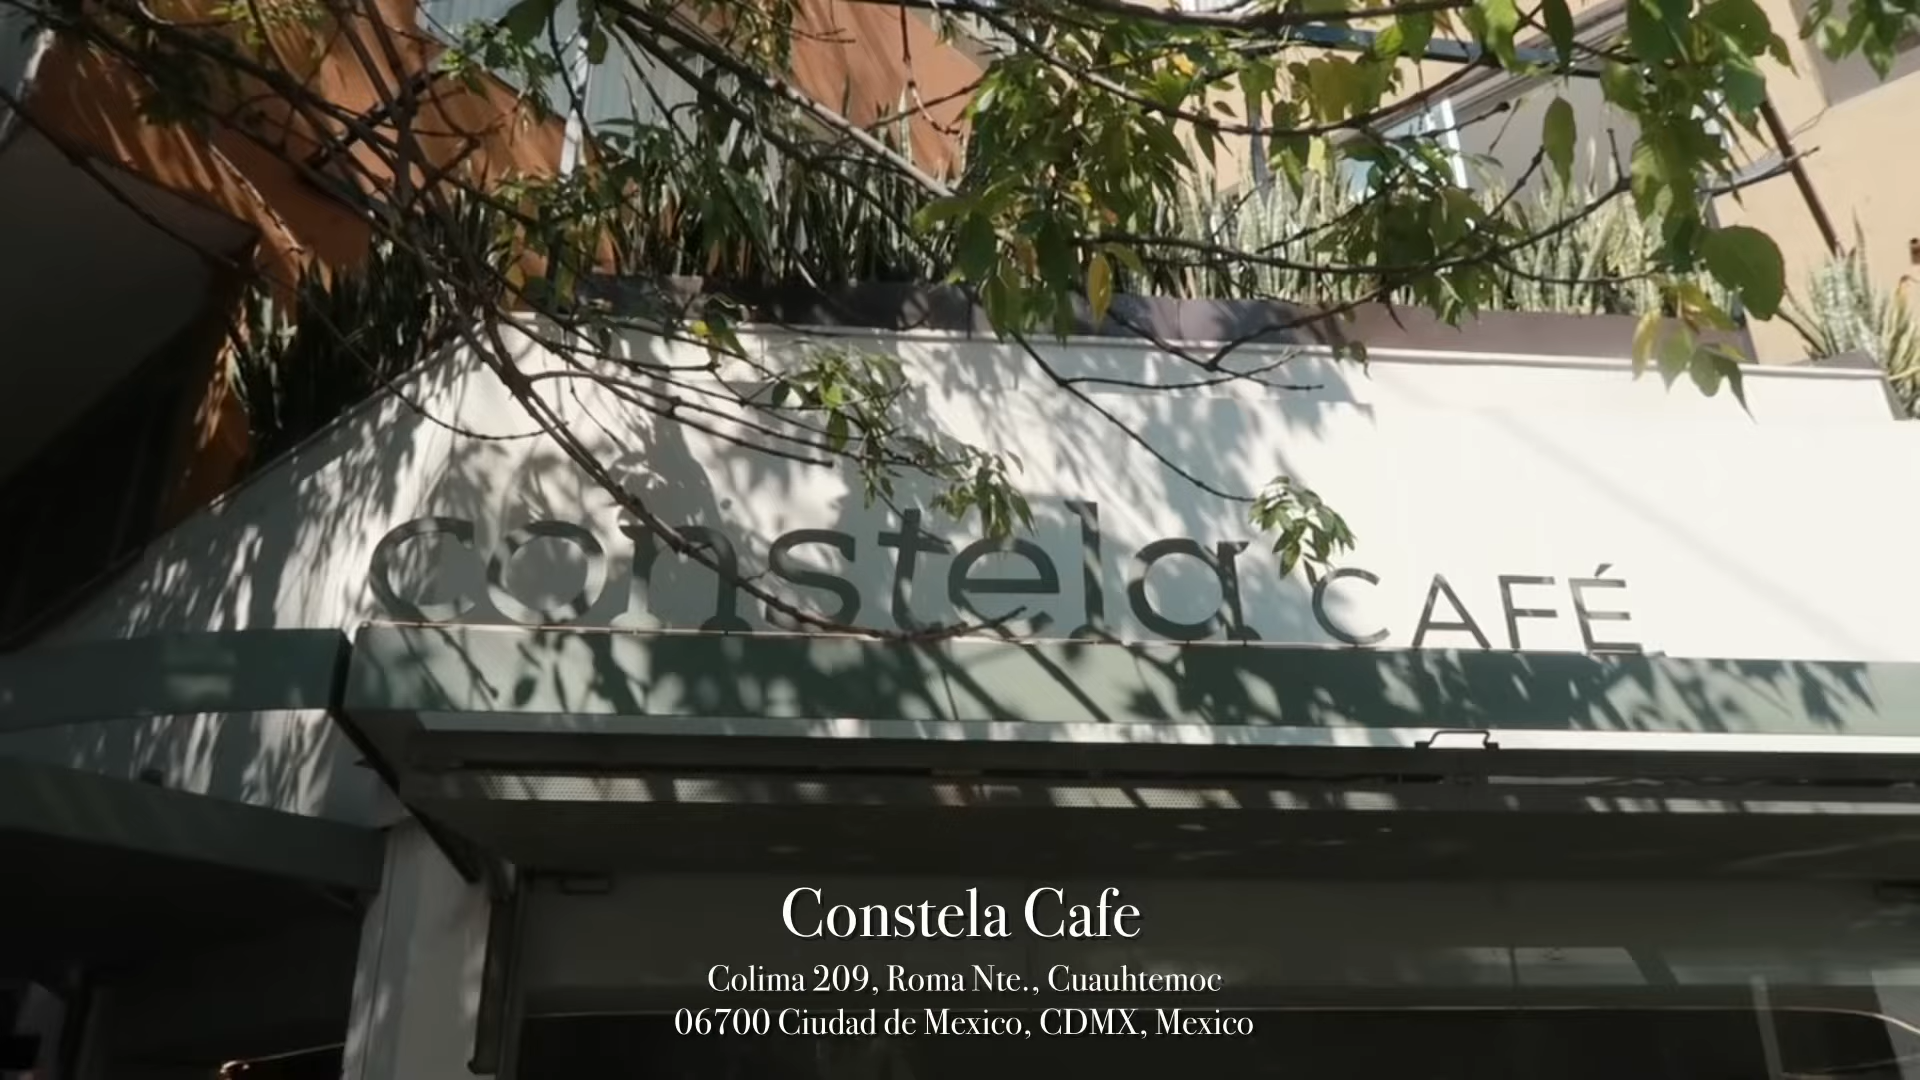 constela CAFÉ
Constela Cafe
Colima 209, Roma Nte., Cuauhtemoc
06700 Ciudad de Mexico, CDMX, Mexico